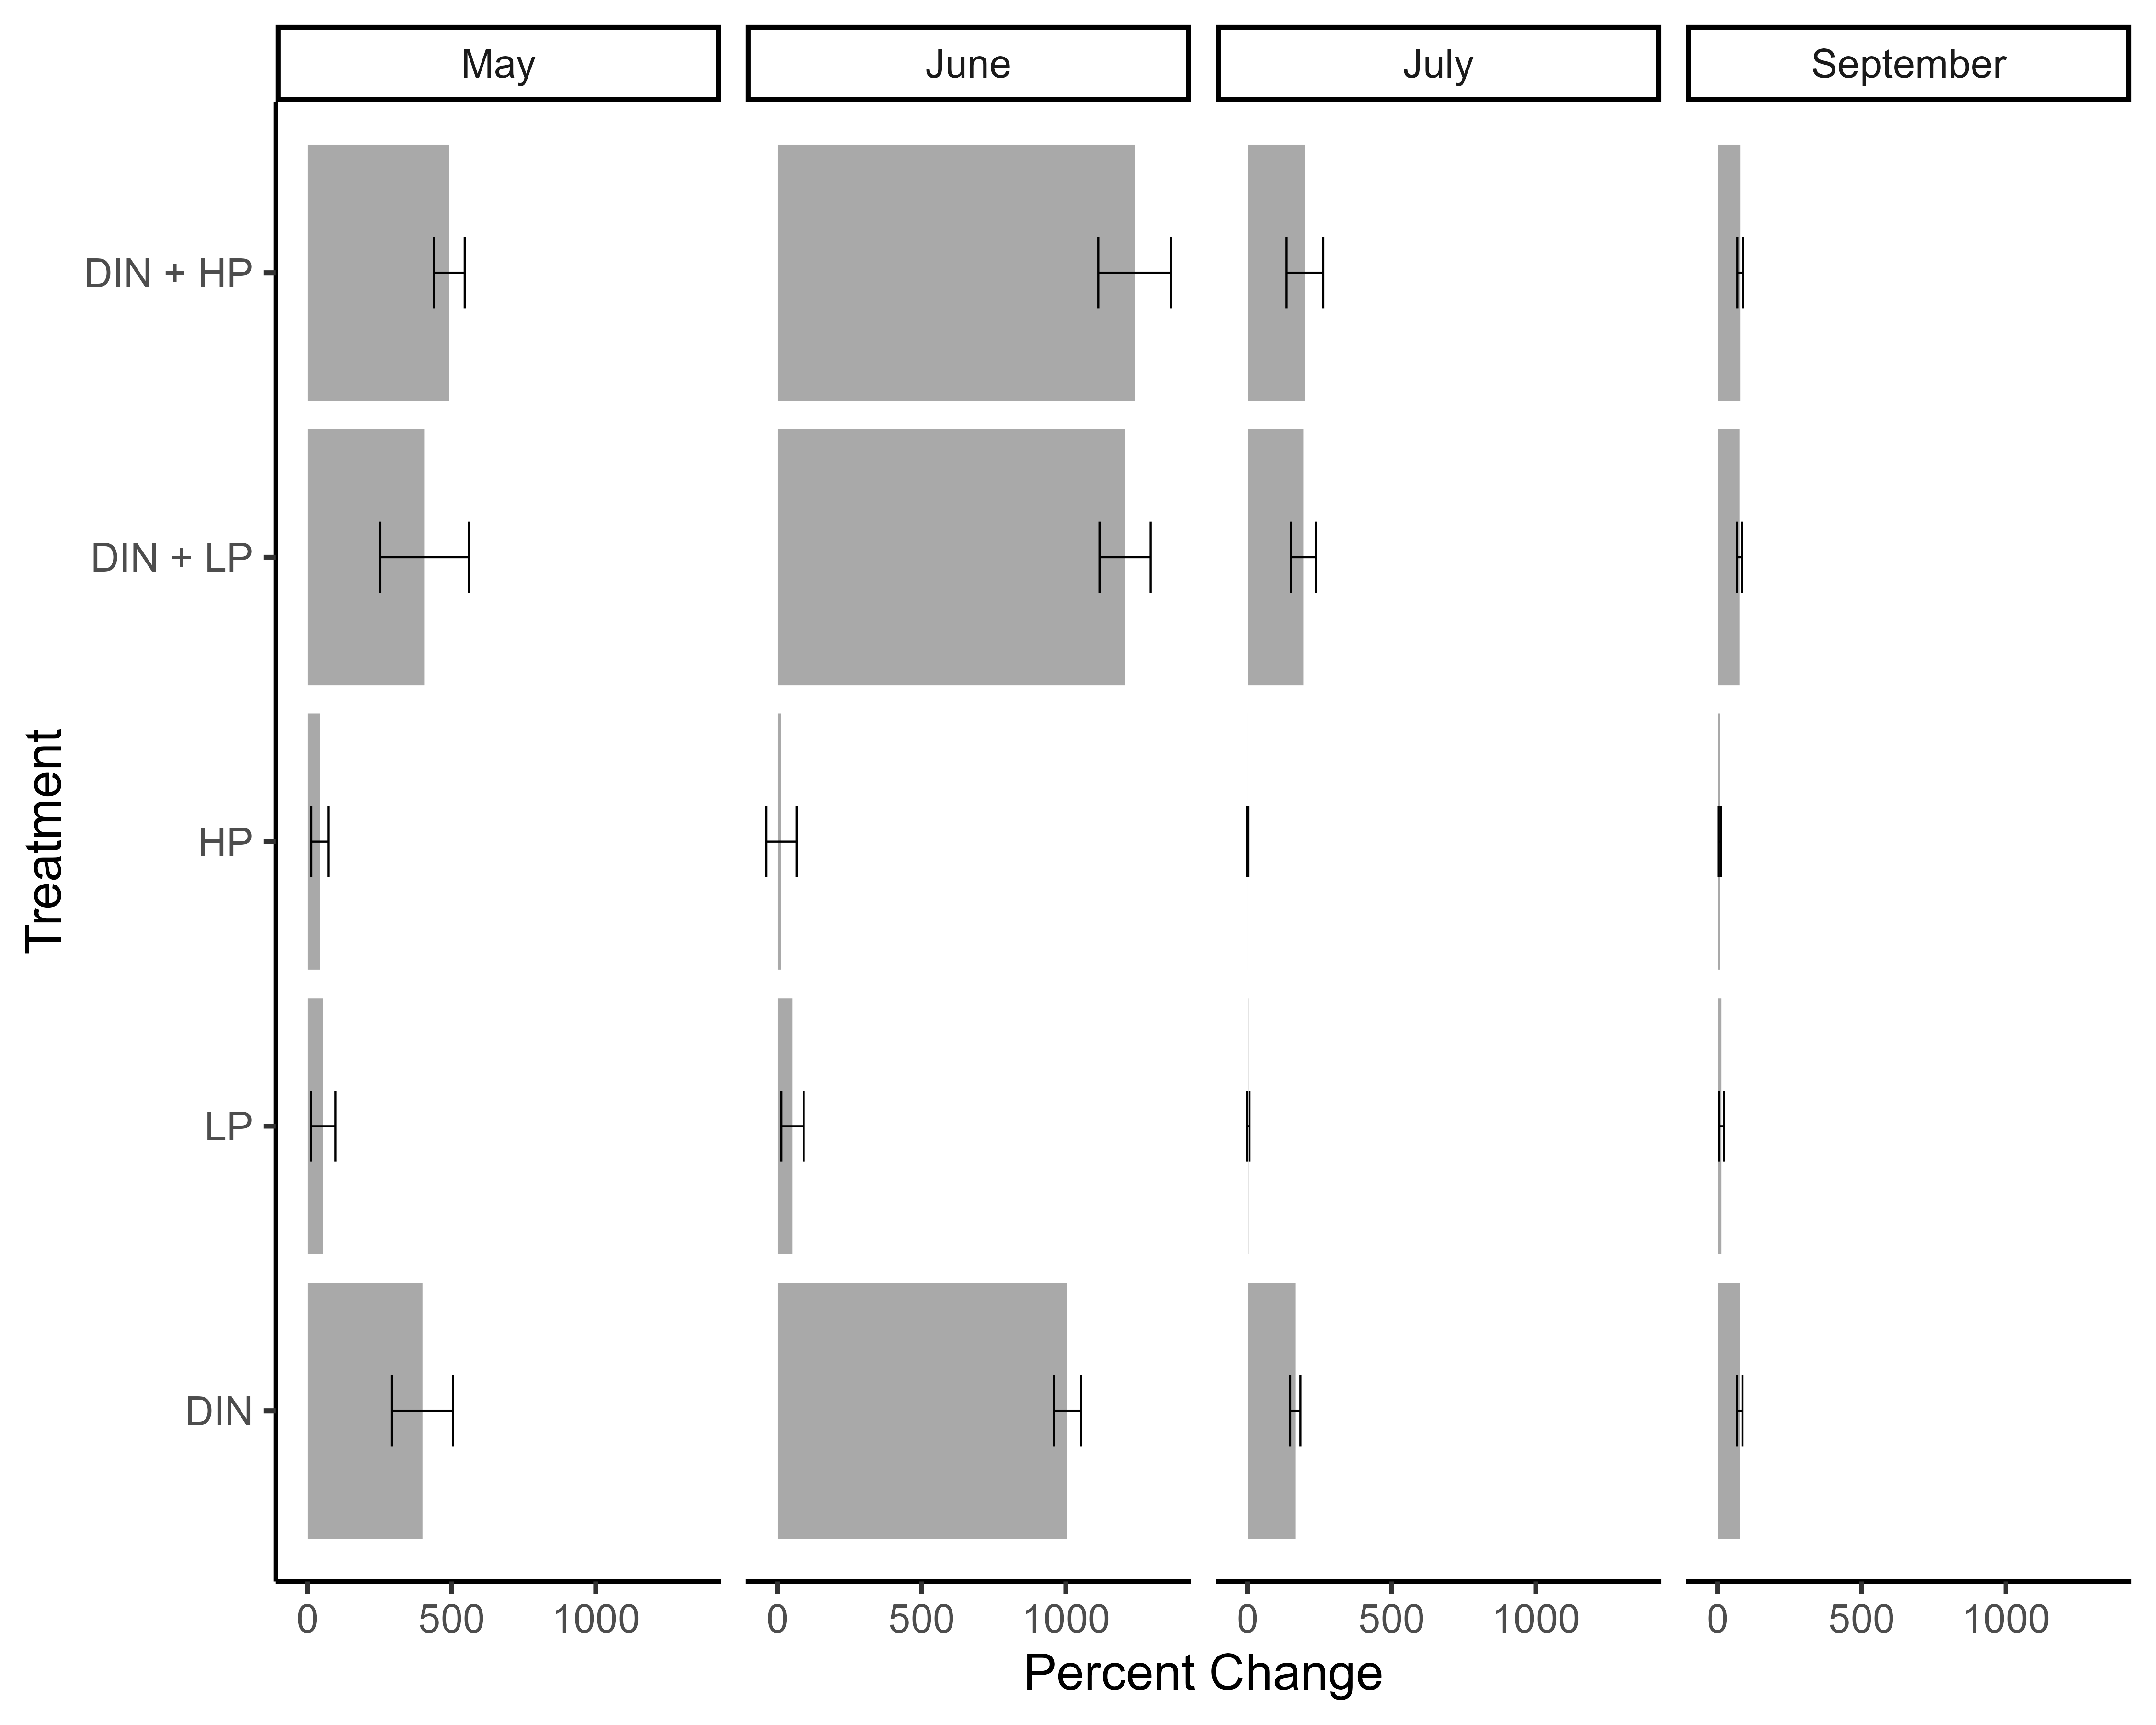 May
June
July
September
DIN + HP
DIN + LP
HP
LP
DIN
Treatment
0 500 1000
0 500 1000
0 500 1000
0 500 1000
Percent Change